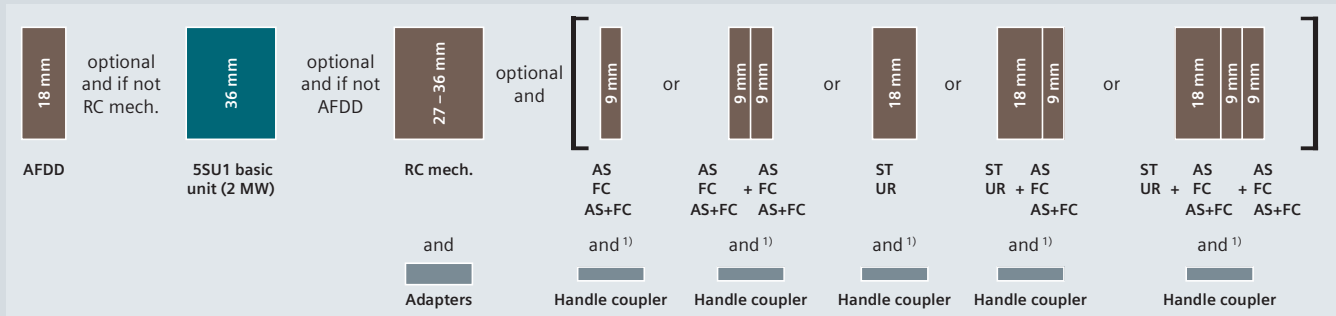 18 mm
optional
and if not
RC mech.
36 mm
optional
and if not
AFDD
27 – 36 mm
optional
and
9 mm
or
9 mm
9 mm
or
18 mm
or
18 mm
9 mm
or
18 mm
9 mm
9 mm
AFDD
5SU1 basic
unit (2 MW)
RC mech.
AS
FC
AS+FC
AS
FC
AS+FC
+
AS
FC
AS+FC
ST
UR
ST
UR
+
AS
FC
AS+FC
ST
UR
+
AS
FC
AS+FC
+
AS
FC
AS+FC
and
and 1)
and 1)
and 1)
and 1)
and 1)
Adapters
Handle coupler
Handle coupler
Handle coupler
Handle coupler
Handle coupler